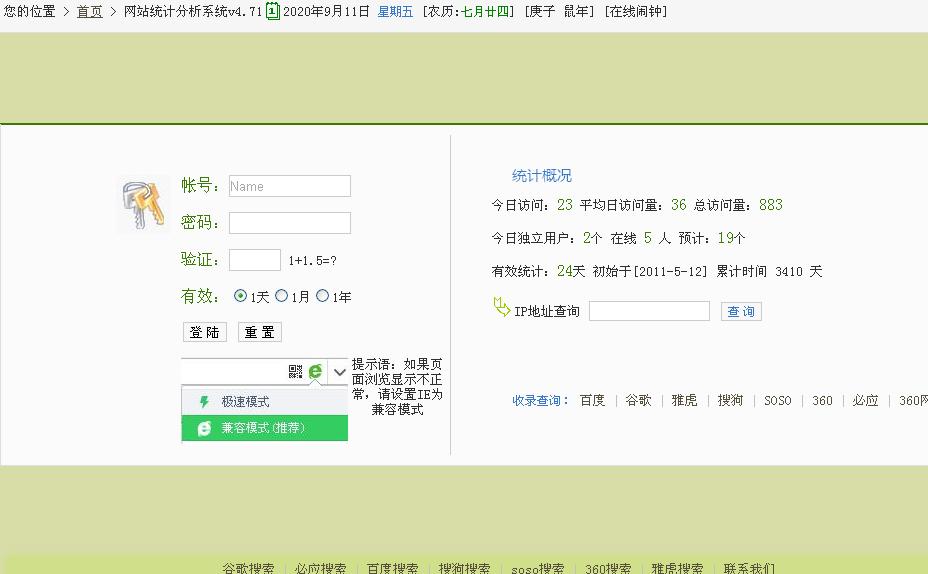 您的位置 > 首页 > 网站统计分析系统v4.71 1 2020年9月11日 星期五 [农历:七月廿四] [庚子 鼠年] [在线闹钟]
帐号： Name
密码：
验证： 1+1.5=?
有效： 1天 1月 1年
登 陆 重 置
极速模式
兼容模式(推荐)
提示语：如果页
面浏览显示不正
常，请设置IE为
兼容模式
统计概况
今日访问：23 平均日访问量：36 总访问量：883
今日独立用户：2个 在线 5 人 预计：19个
有效统计：24天 初始于[2011-5-12] 累计时间 3410 天
IP地址查询 查 询
收录查询： 百度 | 谷歌 | 雅虎 | 搜狗 | SOSO | 360 | 必应 | 360网
谷歌搜索 | 必应搜索 | 百度搜索 | 搜狗搜索 | soso搜索 | 360搜索 | 雅虎搜索 | 联系我们